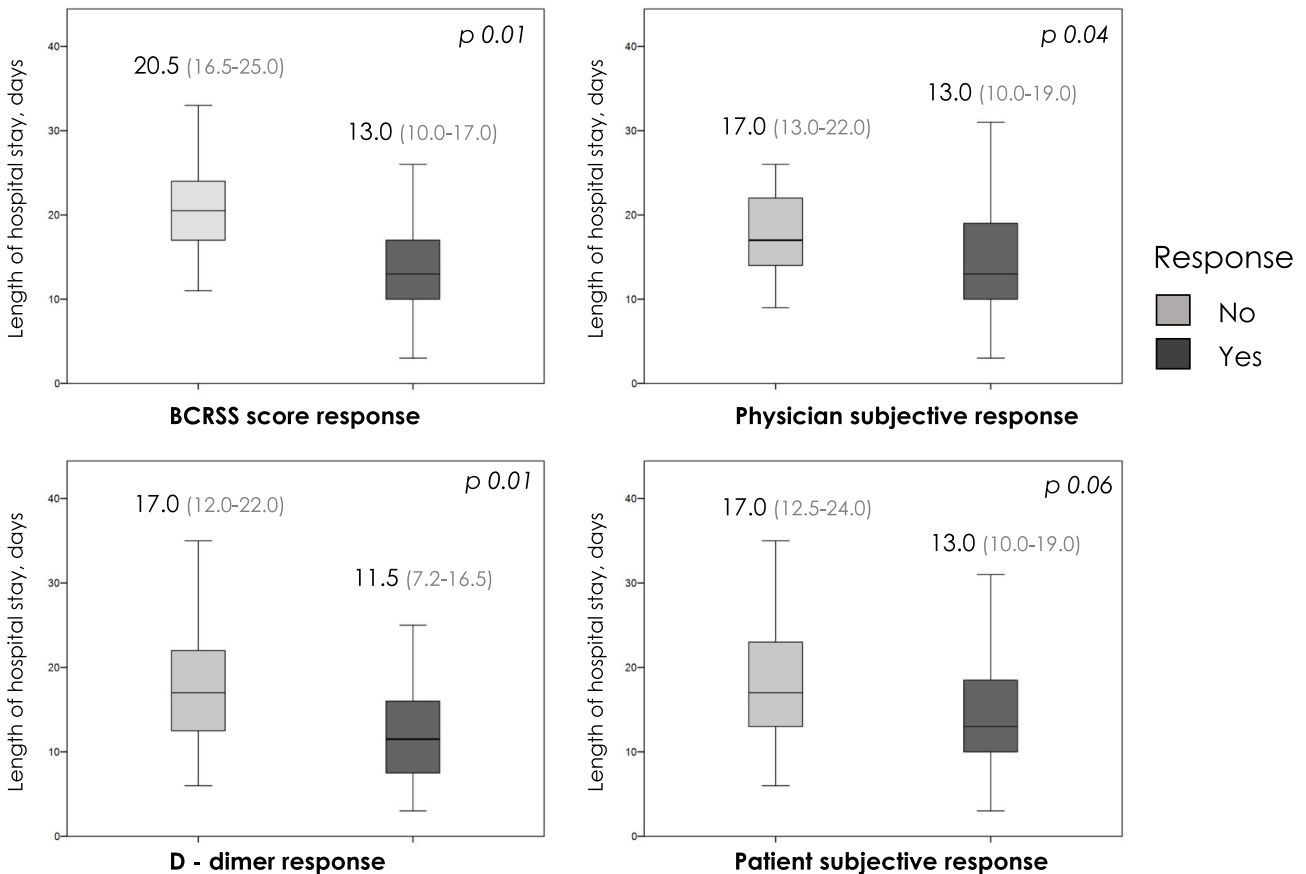 p 0.01
40
20.5 (16.5-25.0)
13.0 (10.0-17.0)
30
20
10
0
Length of hospital stay, days
BCRSS score response
p 0.04
40
13.0 (10.0-19.0)
17.0 (13.0-22.0)
30
20
10
0
Length of hospital stay, days
Physician subjective response
Response
No
Yes
p 0.01
40
17.0 (12.0-22.0)
11.5 (7.2-16.5)
30
20
10
0
Length of hospital stay, days
D - dimer response
p 0.06
40
17.0 (12.5-24.0)
13.0 (10.0-19.0)
30
20
10
0
Length of hospital stay, days
Patient subjective response